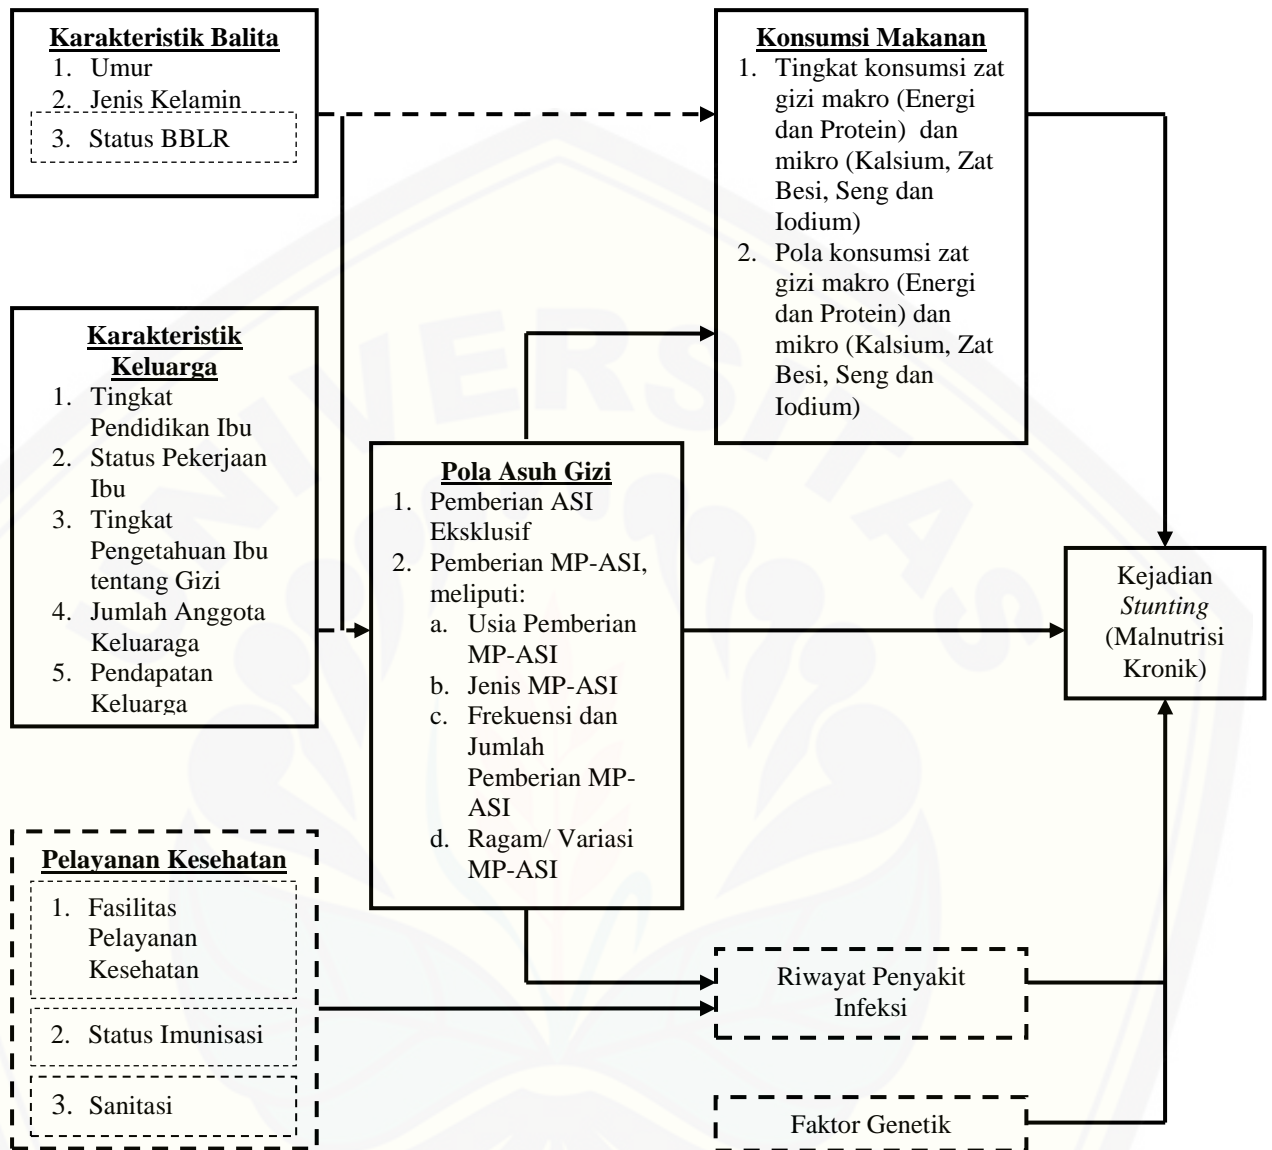 Karakteristik Balita
1. Umur
2. Jenis Kelamin
3. Status BBLR
Konsumsi Makanan
1. Tingkat konsumsi zat
gizi makro (Energi
dan Protein) dan
mikro (Kalsium, Zat
Besi, Seng dan
Iodium)
2. Pola konsumsi zat
gizi makro (Energi
dan Protein) dan
mikro (Kalsium, Zat
Besi, Seng dan
Iodium)
Karakteristik
Keluarga
1. Tingkat
Pendidikan Ibu
2. Status Pekerjaan
Ibu
3. Tingkat
Pengetahuan Ibu
tentang Gizi
4. Jumlah Anggota
Keluaraga
5. Pendapatan
Keluarga
Pola Asuh Gizi
1. Pemberian ASI
Eksklusif
2. Pemberian MP-ASI,
meliputi:
a. Usia Pemberian
MP-ASI
b. Jenis MP-ASI
c. Frekuensi dan
Jumlah
Pemberian MP-
ASI
d. Ragam/ Variasi
MP-ASI
Kejadian
Stunting
(Malnutrisi
Kronik)
Pelayanan Kesehatan
1. Fasilitas
Pelayanan
Kesehatan
2. Status Imunisasi
3. Sanitasi
Riwayat Penyakit
Infeksi
Faktor Genetik
UNIVERSITAS